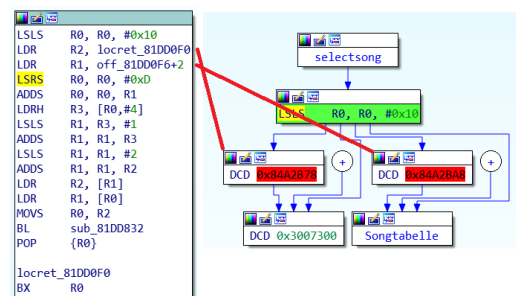 LSLS R0, R0, #0x10
LDR R2, locret_81DD0F0
LDR R1, off_81DD0F6+2
LSRS R0, R0, #0xD
ADDS R0, R0, R1
LDRH R3, [R0,#4]
LSLS R1, R3, #1
ADDS R1, R1, R3
LSLS R1, R1, #2
ADDS R1, R1, R2
LDR R2, [R1]
LDR R1, [R0]
MOVS R0, R2
BL sub_81DD832
POP {R0}
locret_81DD0F0
BX R0
selectsong
LSLS R0, R0, #0x10
DCD 0x84A2B78
+
DCD 0x84A2BA8
+
DCD 0x3007300
Songtabelle